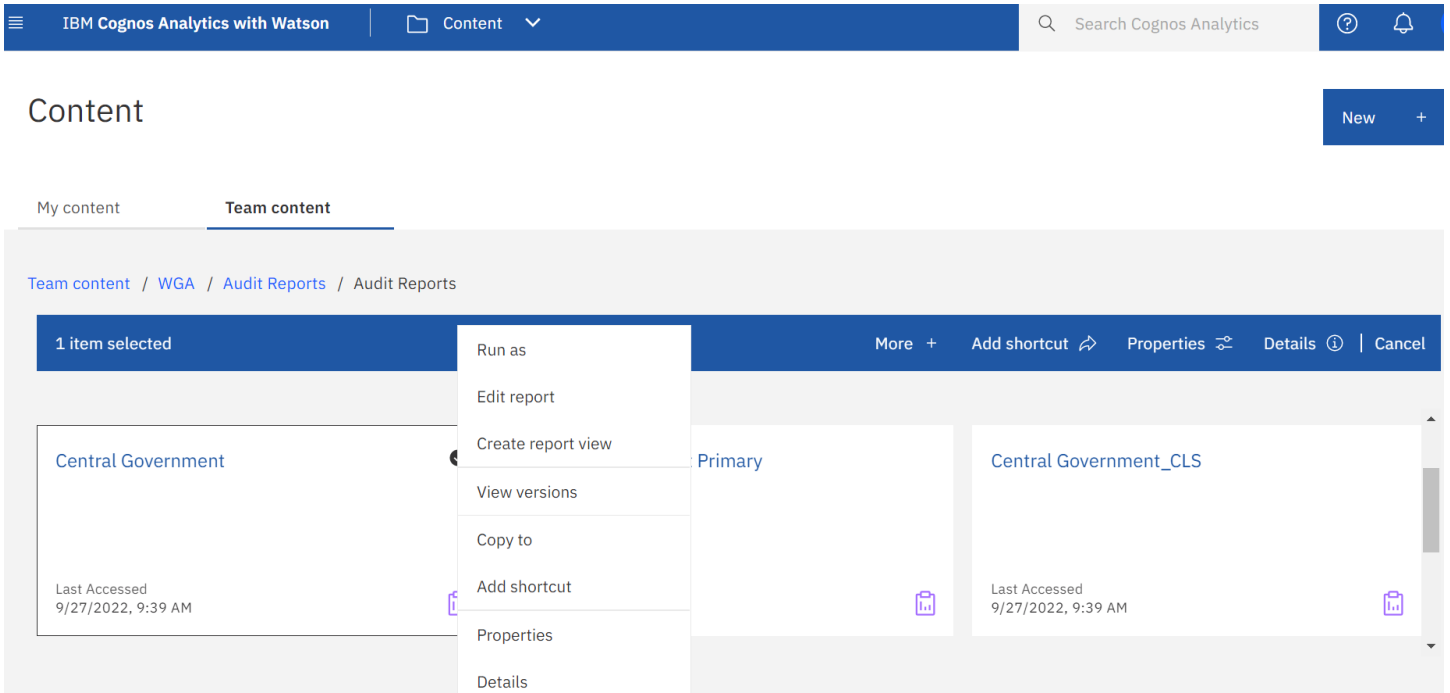 IBM Cognos Analytics with Watson
Content
Search Cognos Analytics
Content
New +
My content
Team content
Team content / WGA / Audit Reports / Audit Reports
1 item selected
More +
Add shortcut
Properties
Details
Cancel
Run as
Edit report
Create report view
View versions
Copy to
Add shortcut
Properties
Details
Central Government
Last Accessed
9/27/2022, 9:39 AM
Primary
Central Government_CLS
Last Accessed
9/27/2022, 9:39 AM